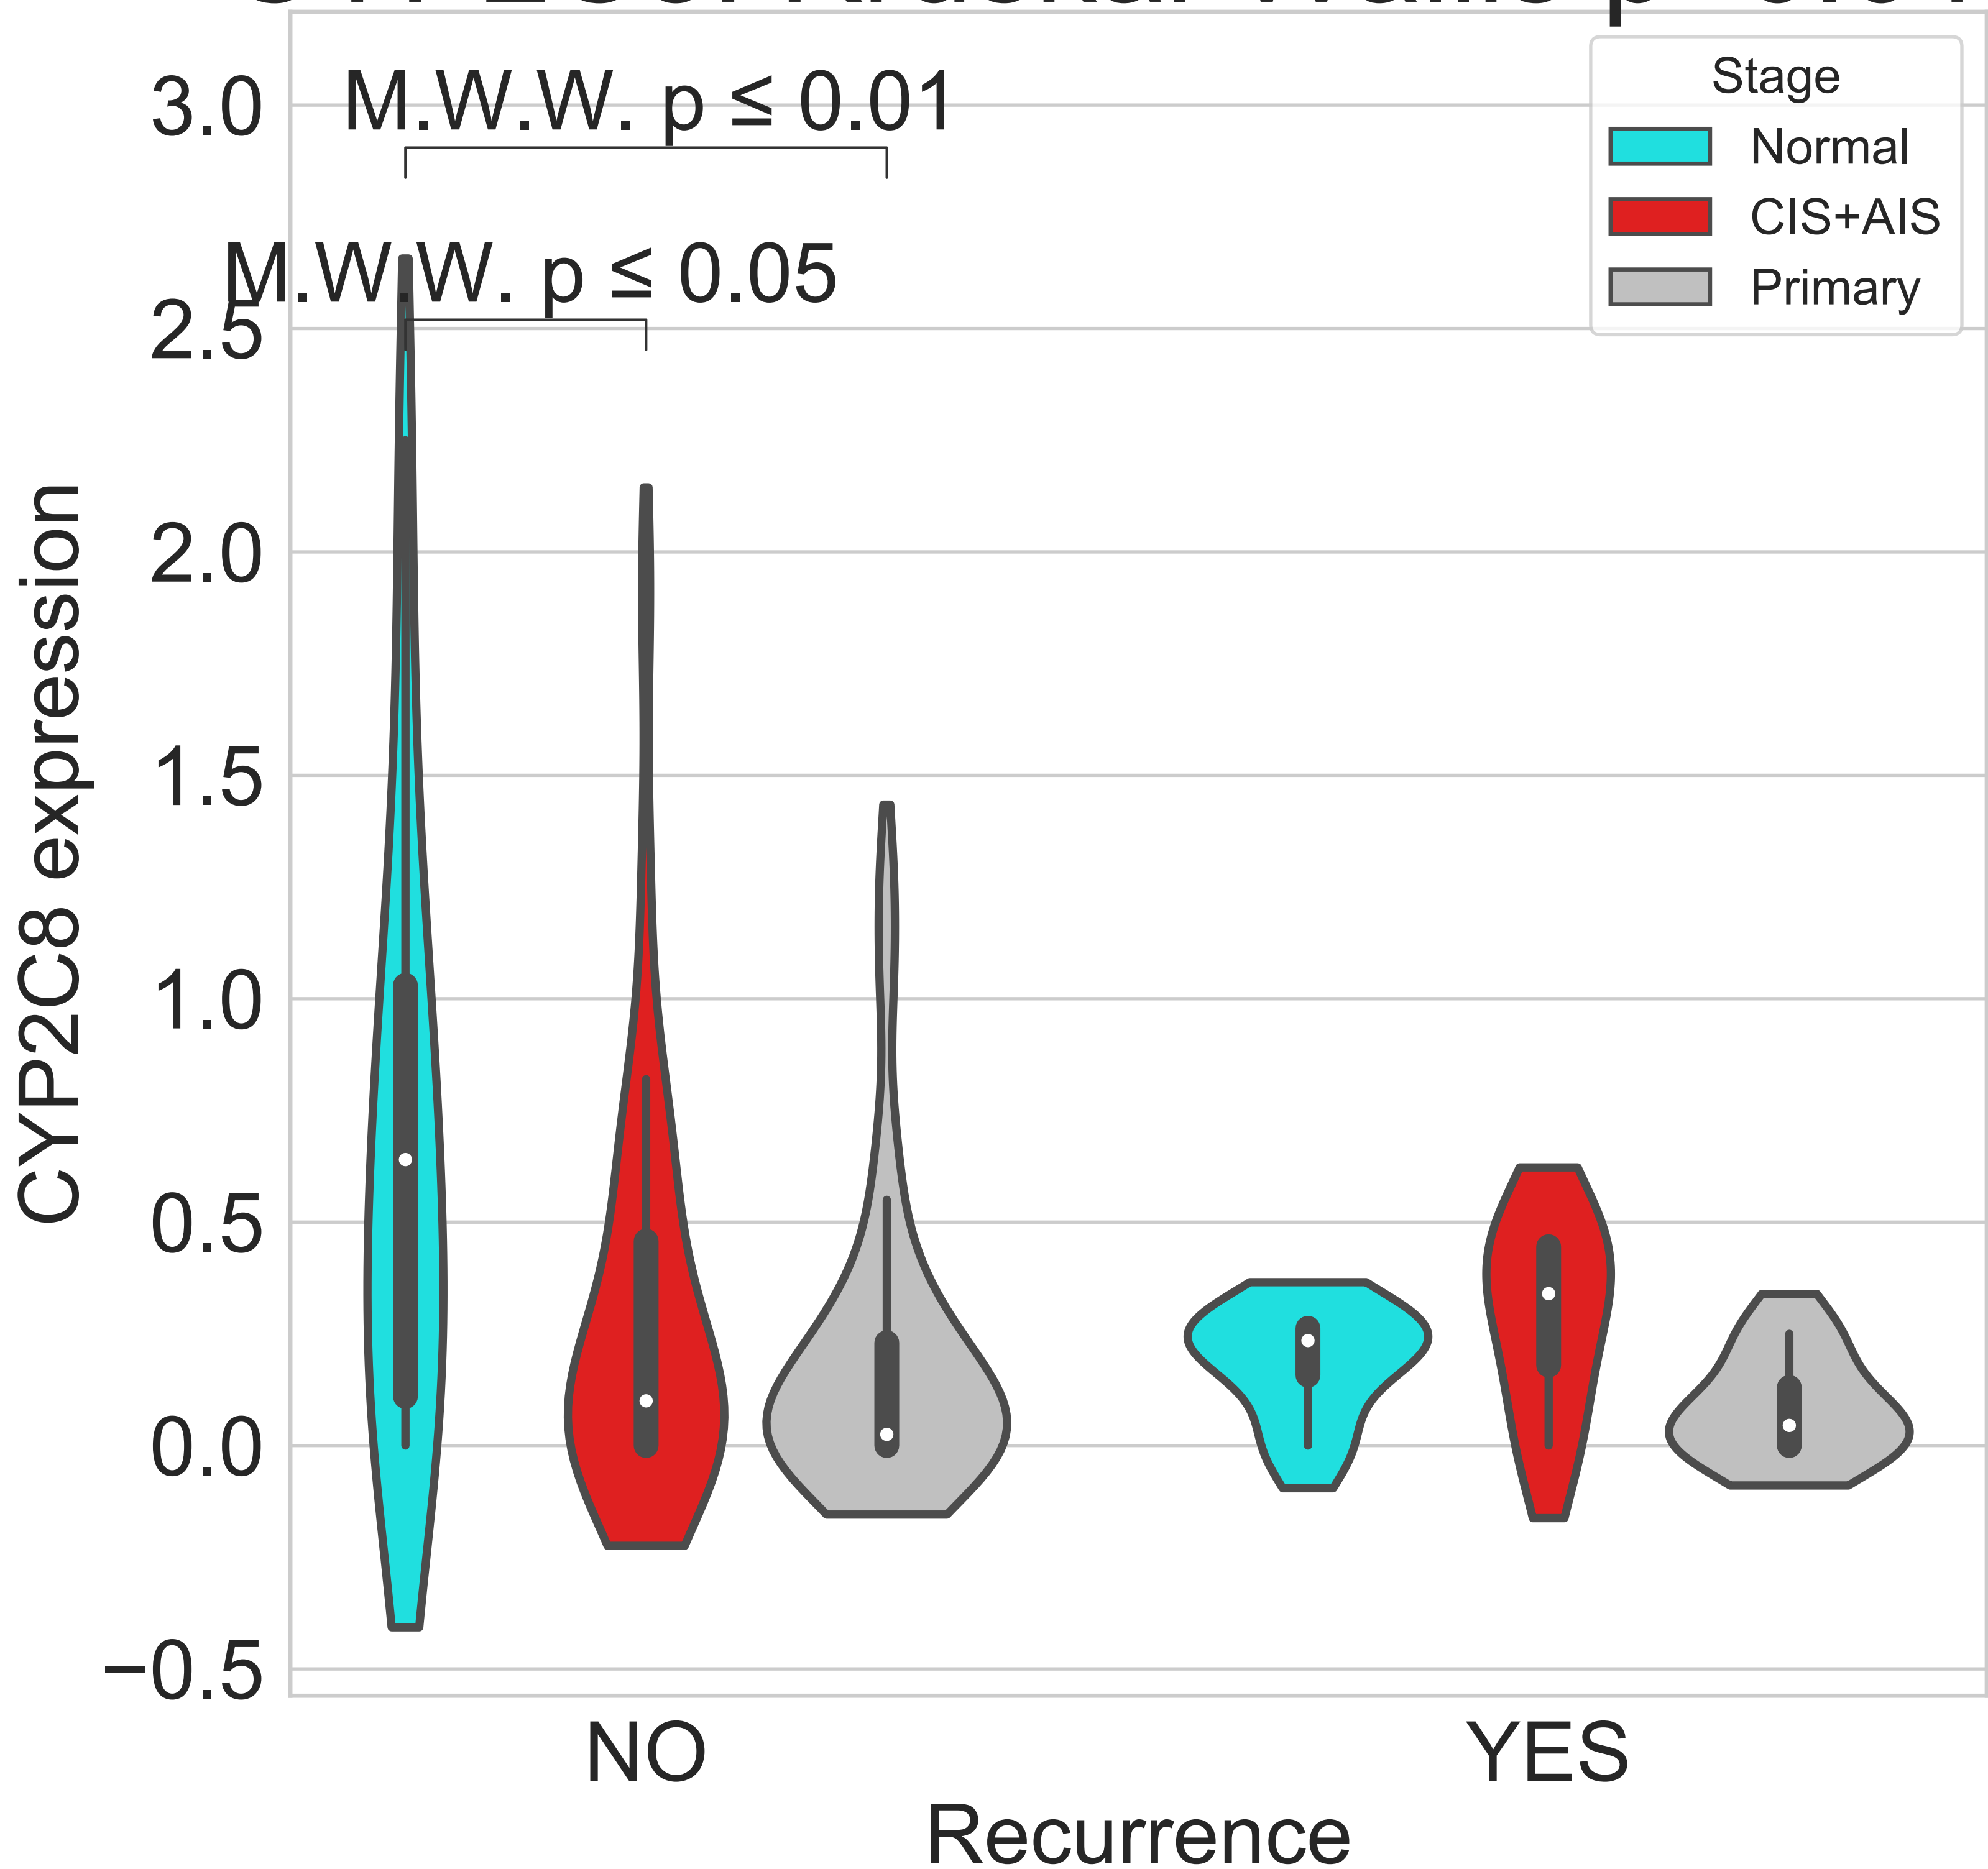 3.0
2.5
2.0
1.5
1.0
0.5
0.0
−0.5
CYP2C8 expression
M.W.W. p ≤ 0.01
M.W.W. p ≤ 0.05
Stage
Normal
CIS+AIS
Primary
NO
YES
Recurrence